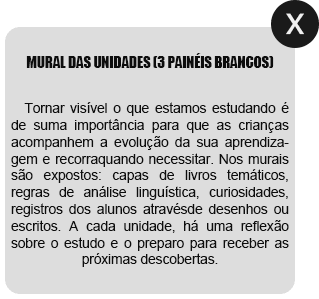 X
MURAL DAS UNIDADES (3 PAINÉIS BRANCOS)
Tornar visível o que estamos estudando é
de suma importância para que as crianças
acompanhem a evolução da sua aprendiza-
gem e recorraquando necessitar. Nos murais
são expostos: capas de livros temáticos,
regras de análise linguística, curiosidades,
registros dos alunos atravésde desenhos ou
escritos. A cada unidade, há uma reflexão
sobre o estudo e o preparo para receber as
próximas descobertas.